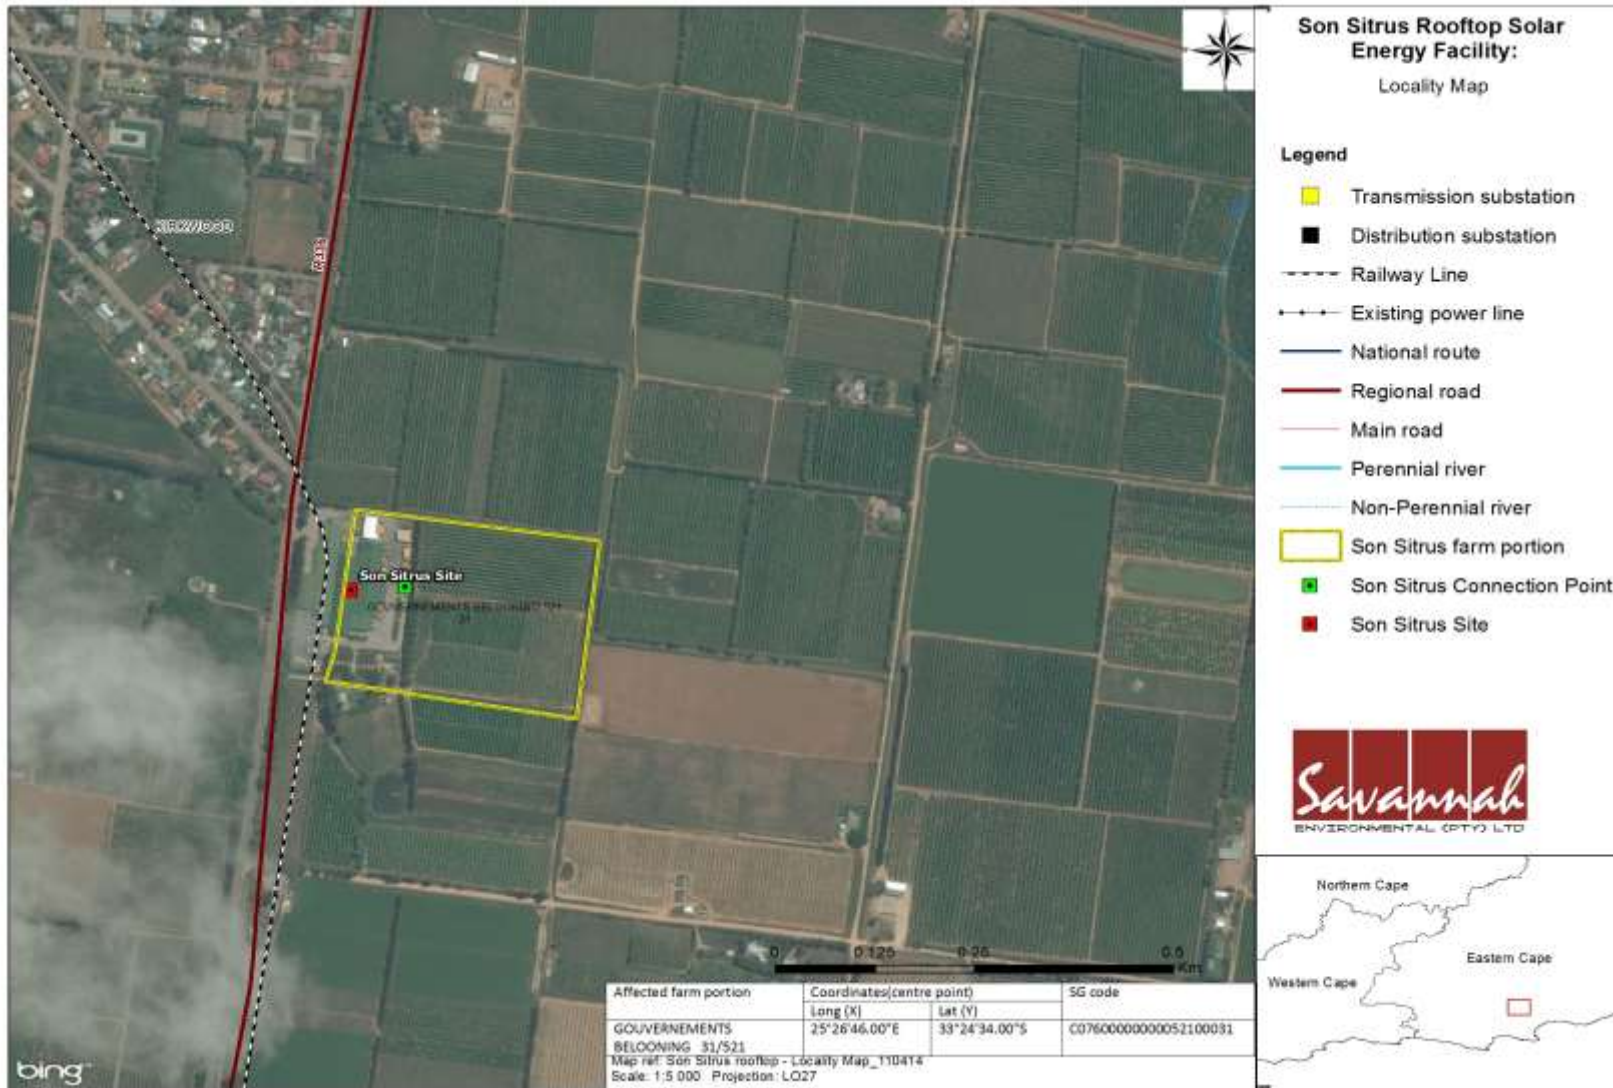 Son Sitrus Rooftop Solar
Energy Facility:
Locality Map
Legend
Transmission substation
Distribution substation
Railway Line
Existing power line
National route
Regional road
Main road
Perennial river
Non-Perennial river
Son Sitrus farm portion
Son Sitrus Connection Point
Son Sitrus Site
Savannah
ENVIRONMENTAL (PTY) LTD
Northern Cape
Eastern Cape
Western Cape
KIRKWOOD
R336
Son Sitrus Site
0 0.125 0.25 0.5
Km
Affected farm portion Coordinates(centre point) SG code
Long (X) Lat (Y)
GOUVERNEMENTS 25°26'46.00"E 33°24'34.00"S C07600000000052100031
BELOONING 31/521
Map ref: Son Sitrus rooftop - Locality Map_110414
Scale: 1:5 000 Projection: LO27
bing